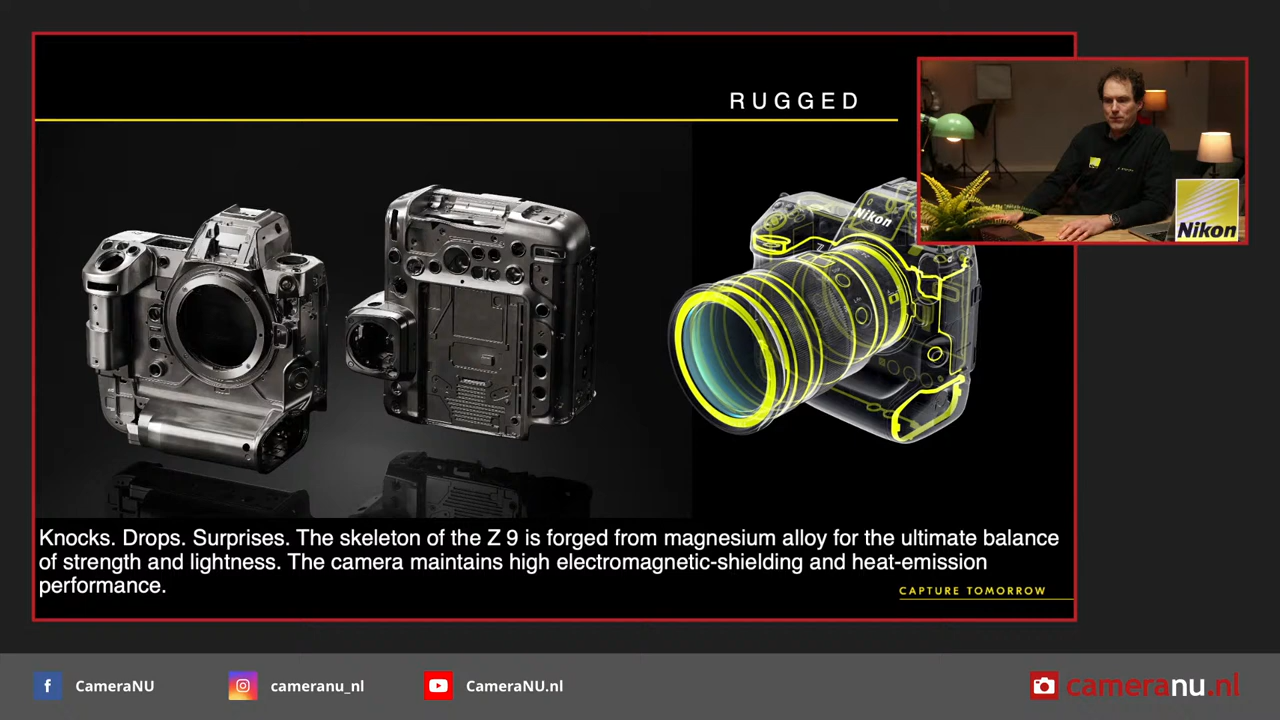 RUGGED
Nikon
Nikon
Knocks. Drops. Surprises. The skeleton of the Z 9 is forged from magnesium alloy for the ultimate balance
of strength and lightness. The camera maintains high electromagnetic-shielding and heat-emission
performance.
CAPTURE TOMORROW
CameraNU
cameranu_nl
CameraNU.nl
cameranu.nl